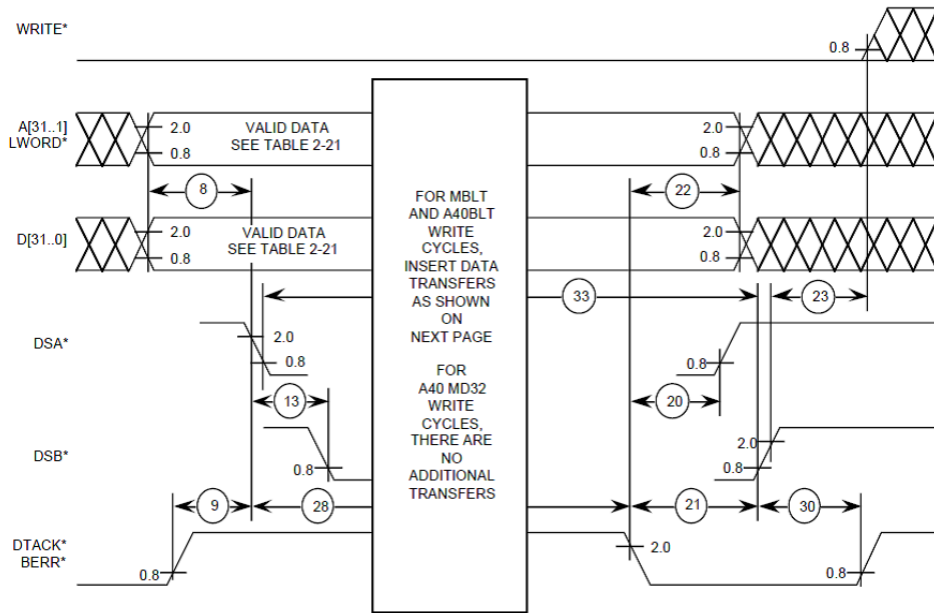 WRITE*
0.8
A[31..1]
LWORD*
2.0
0.8
VALID DATA
SEE TABLE 2-21
2.0
0.8
8
22
D[31..0]
2.0
0.8
VALID DATA
SEE TABLE 2-21
2.0
0.8
FOR MBLT
AND A40BLT
WRITE
CYCLES,
INSERT DATA
TRANSFERS
AS SHOWN
ON
NEXT PAGE
FOR
A40 MD32
WRITE
CYCLES,
THERE ARE
NO
ADDITIONAL
TRANSFERS
33
23
DSA*
2.0
0.8
0.8
13
20
DSB*
0.8
2.0
0.8
9
28
21
30
DTACK*
BERR*
0.8
2.0
0.8